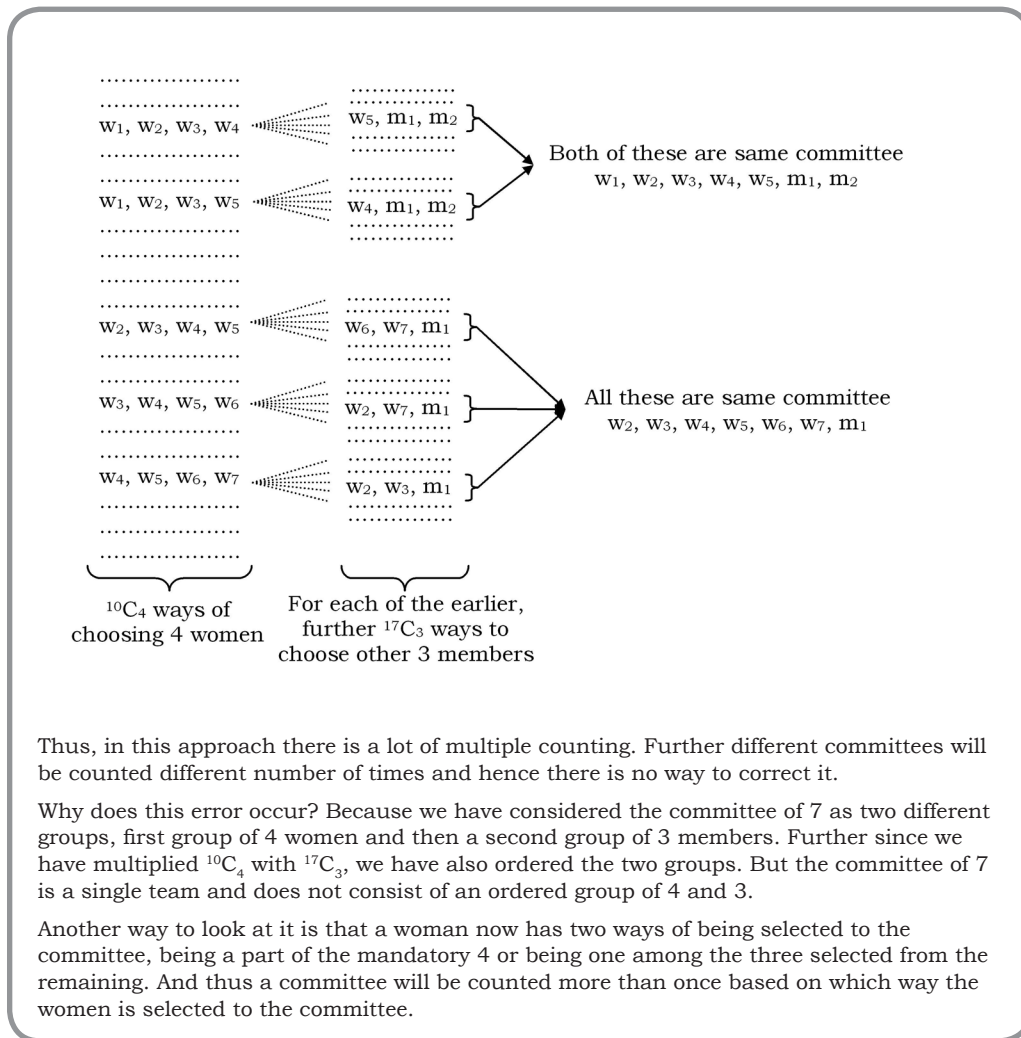 ....................
....................
w₁, w₂, w₃, w₄
....................
w₁, w₂, w₃, w₅
....................
....................
....................
....................
w₂, w₃, w₄, w₅
....................
w₃, w₄, w₅, w₆
....................
w₄, w₅, w₆, w₇
....................
....................
....................
...............
...............
w₅, m₁, m₂
...............
...............
...............
...............
w₄, m₁, m₂
...............
...............
...............
...............
w₆, w₇, m₁
...............
...............
...............
...............
w₂, w₇, m₁
...............
...............
...............
...............
w₂, w₃, m₁
...............
...............
Both of these are same committee
w₁, w₂, w₃, w₄, w₅, m₁, m₂
All these are same committee
w₂, w₃, w₄, w₅, w₆, w₇, m₁
¹⁰C₄ ways of
choosing 4 women
For each of the earlier,
further ¹⁷C₃ ways to
choose other 3 members
Thus, in this approach there is a lot of multiple counting. Further different committees will
be counted different number of times and hence there is no way to correct it.
Why does this error occur? Because we have considered the committee of 7 as two different
groups, first group of 4 women and then a second group of 3 members. Further since we
have multiplied ¹⁰C₄ with ¹⁷C₃, we have also ordered the two groups. But the committee of 7
is a single team and does not consist of an ordered group of 4 and 3.
Another way to look at it is that a woman now has two ways of being selected to the
committee, being a part of the mandatory 4 or being one among the three selected from the
remaining. And thus a committee will be counted more than once based on which way the
women is selected to the committee.